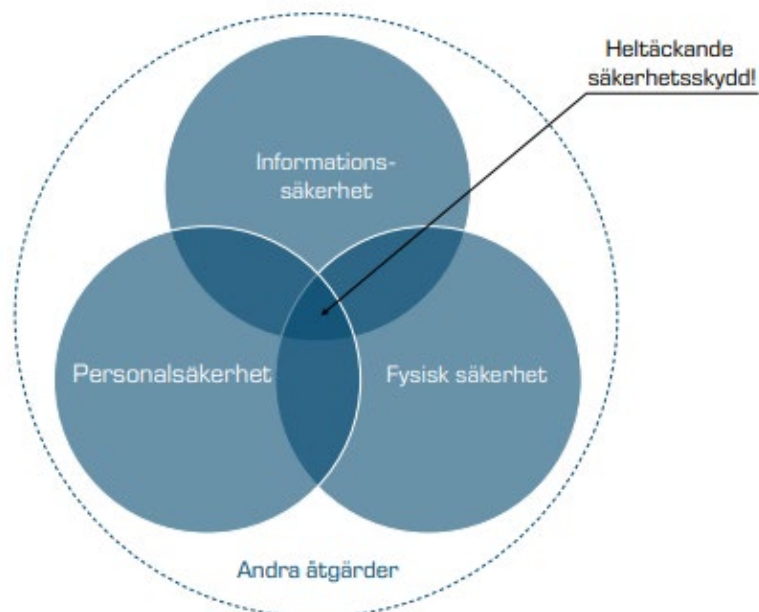 Heltäckande
säkerhetsskydd!
Informations-
säkerhet
Personalsäkerhet
Fysisk säkerhet
Andra åtgärder